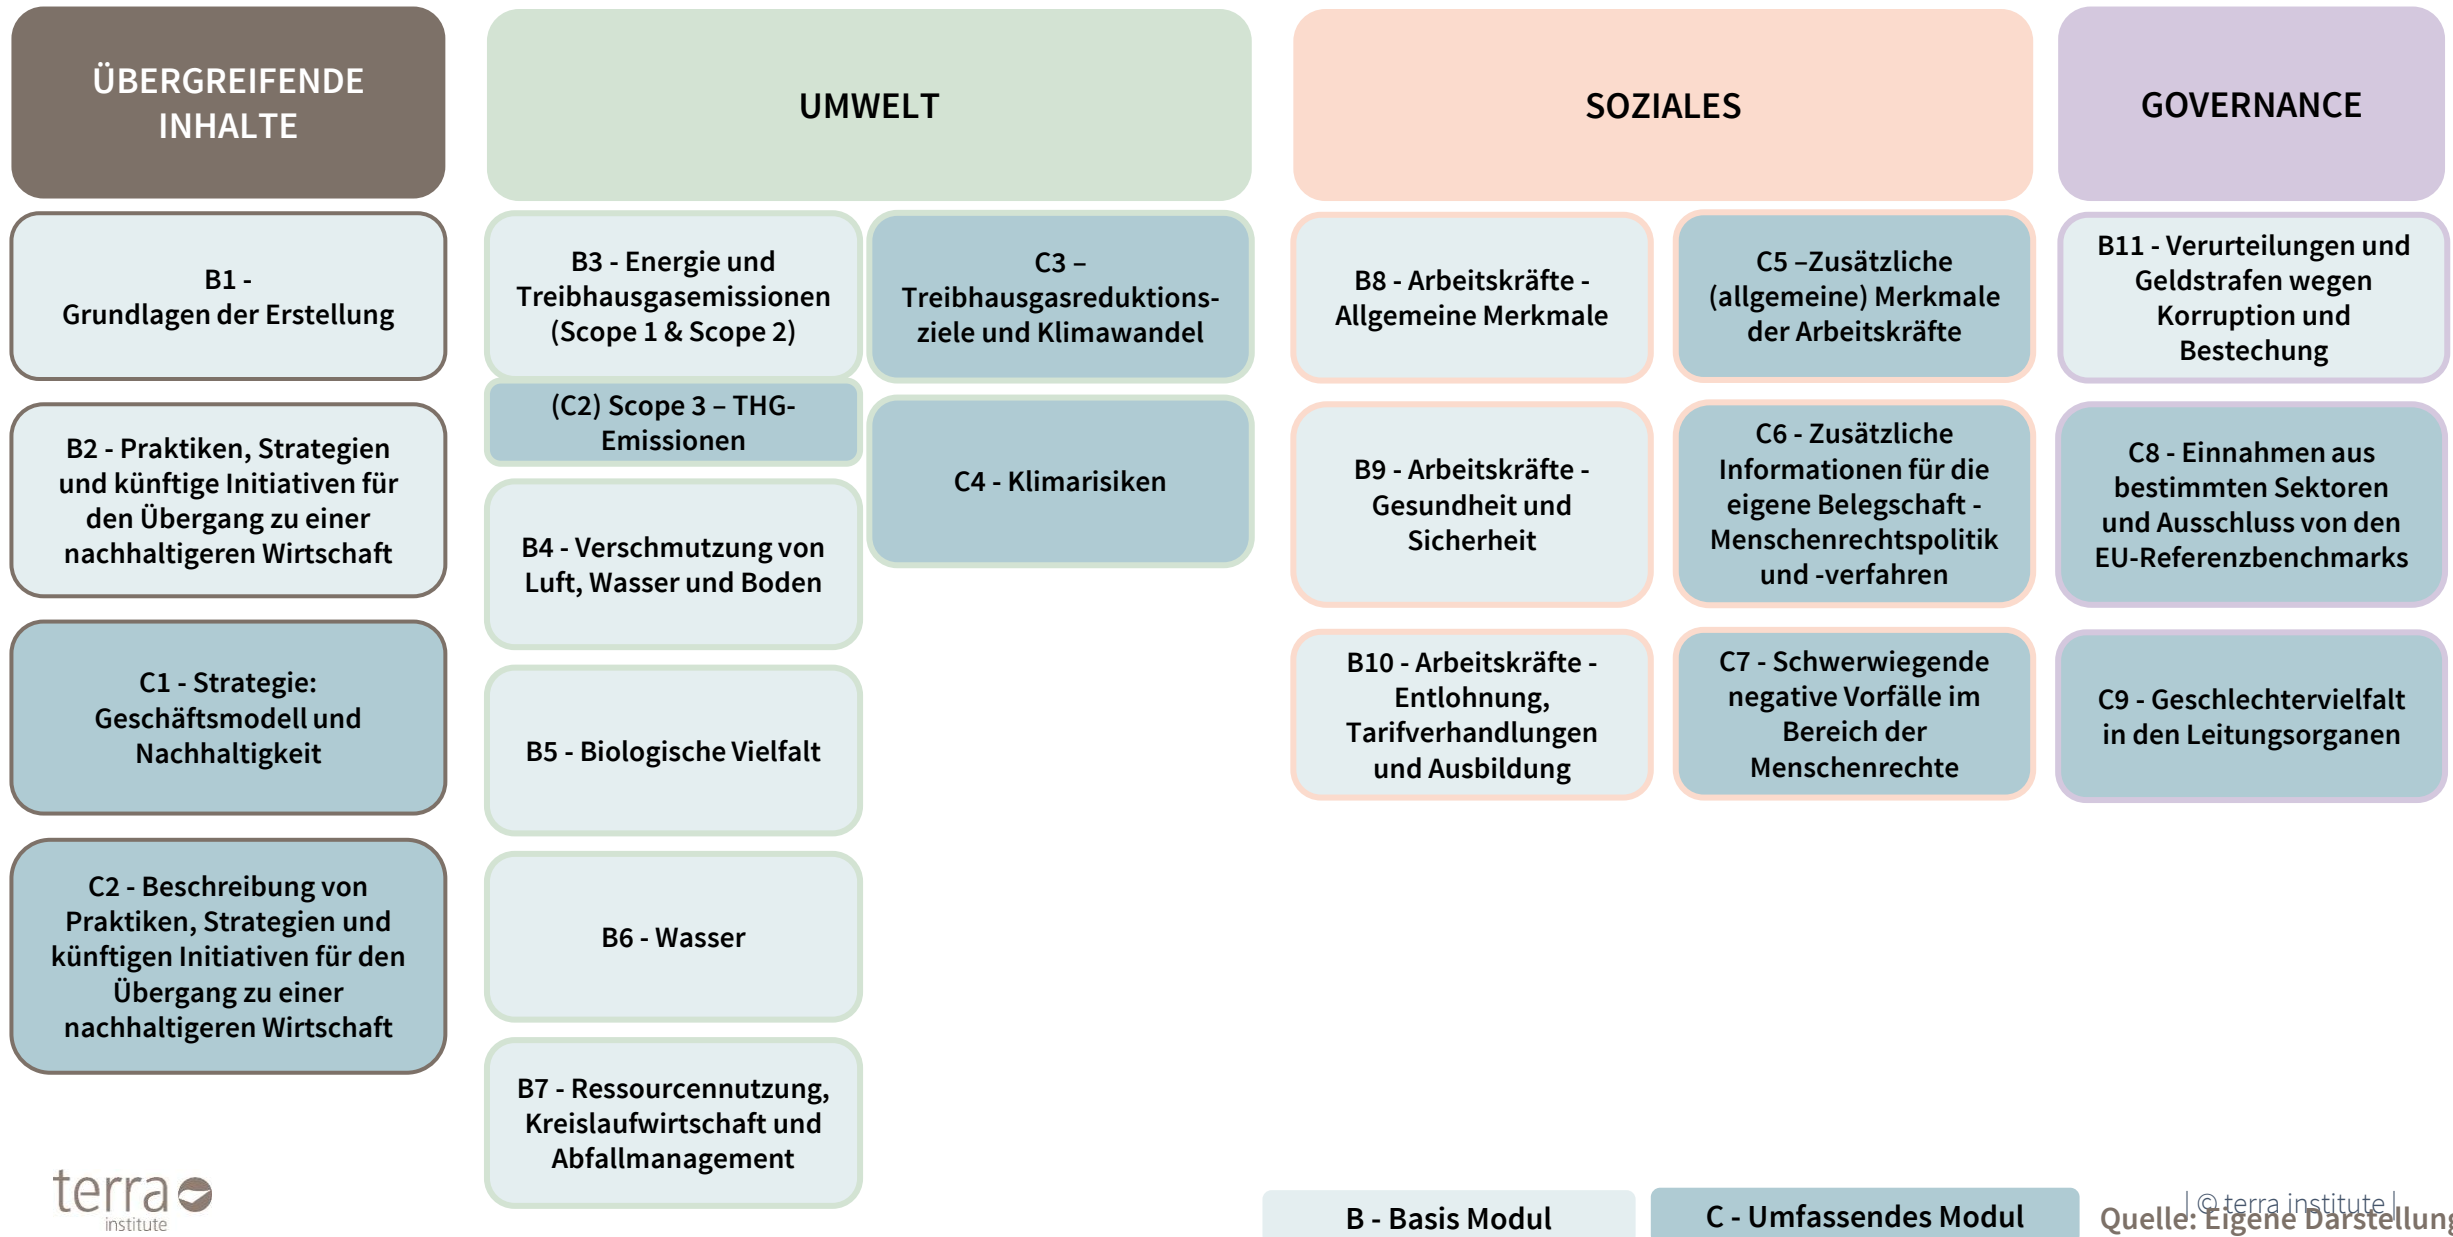 ÜBERGREIFENDE
INHALTE
UMWELT
SOZIALES
GOVERNANCE
B1 -
Grundlagen der Erstellung
B2 - Praktiken, Strategien
und künftige Initiativen für
den Übergang zu einer
nachhaltigeren Wirtschaft
C1 - Strategie:
Geschäftsmodell und
Nachhaltigkeit
C2 - Beschreibung von
Praktiken, Strategien und
künftigen Initiativen für den
Übergang zu einer
nachhaltigeren Wirtschaft
B3 - Energie und
Treibhausgasemissionen
(Scope 1 & Scope 2)
(C2) Scope 3 – THG-
Emissionen
B4 - Verschmutzung von
Luft, Wasser und Boden
B5 - Biologische Vielfalt
B6 - Wasser
B7 - Ressourcennutzung,
Kreislaufwirtschaft und
Abfallmanagement
C3 –
Treibhausgasreduktions-
ziele und Klimawandel
C4 - Klimarisiken
B8 - Arbeitskräfte -
Allgemeine Merkmale
B9 - Arbeitskräfte -
Gesundheit und
Sicherheit
B10 - Arbeitskräfte -
Entlohnung,
Tarifverhandlungen
und Ausbildung
C5 –Zusätzliche
(allgemeine) Merkmale
der Arbeitskräfte
C6 - Zusätzliche
Informationen für die
eigene Belegschaft -
Menschenrechtspolitik
und -verfahren
C7 - Schwerwiegende
negative Vorfälle im
Bereich der
Menschenrechte
B11 - Verurteilungen und
Geldstrafen wegen
Korruption und
Bestechung
C8 - Einnahmen aus
bestimmten Sektoren
und Ausschluss von den
EU-Referenzbenchmarks
C9 - Geschlechtervielfalt
in den Leitungsorganen
terra
institute
B - Basis Modul
C - Umfassendes Modul
| © terra institute |
Quelle: Eigene Darstellung